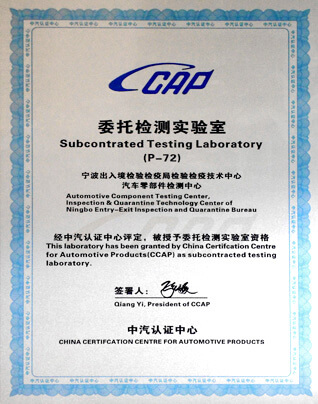 CCAP
委托检测实验室
Subcontrated Testing Laboratory
(P-72)
宁波出入境检验检疫局检验检疫技术中心
汽车零部件检测中心
Automotive Component Testing Center,
Inspection & Quarantine Technology Center of
Ningbo Entry-Exit Inspection and Quarantine Bureau
经中汽认证中心评定，被授予委托检测实验室资格
This laboratory has been granted by China Certifcation Centre
for Automotive Products(CCAP) as subcontracted testing
laboratory.
签署人：
Qiang Yi, President of CCAP
中汽认证中心
CHINA CERTIFCATION CENTRE FOR AUTOMOTIVE PRODUCTS